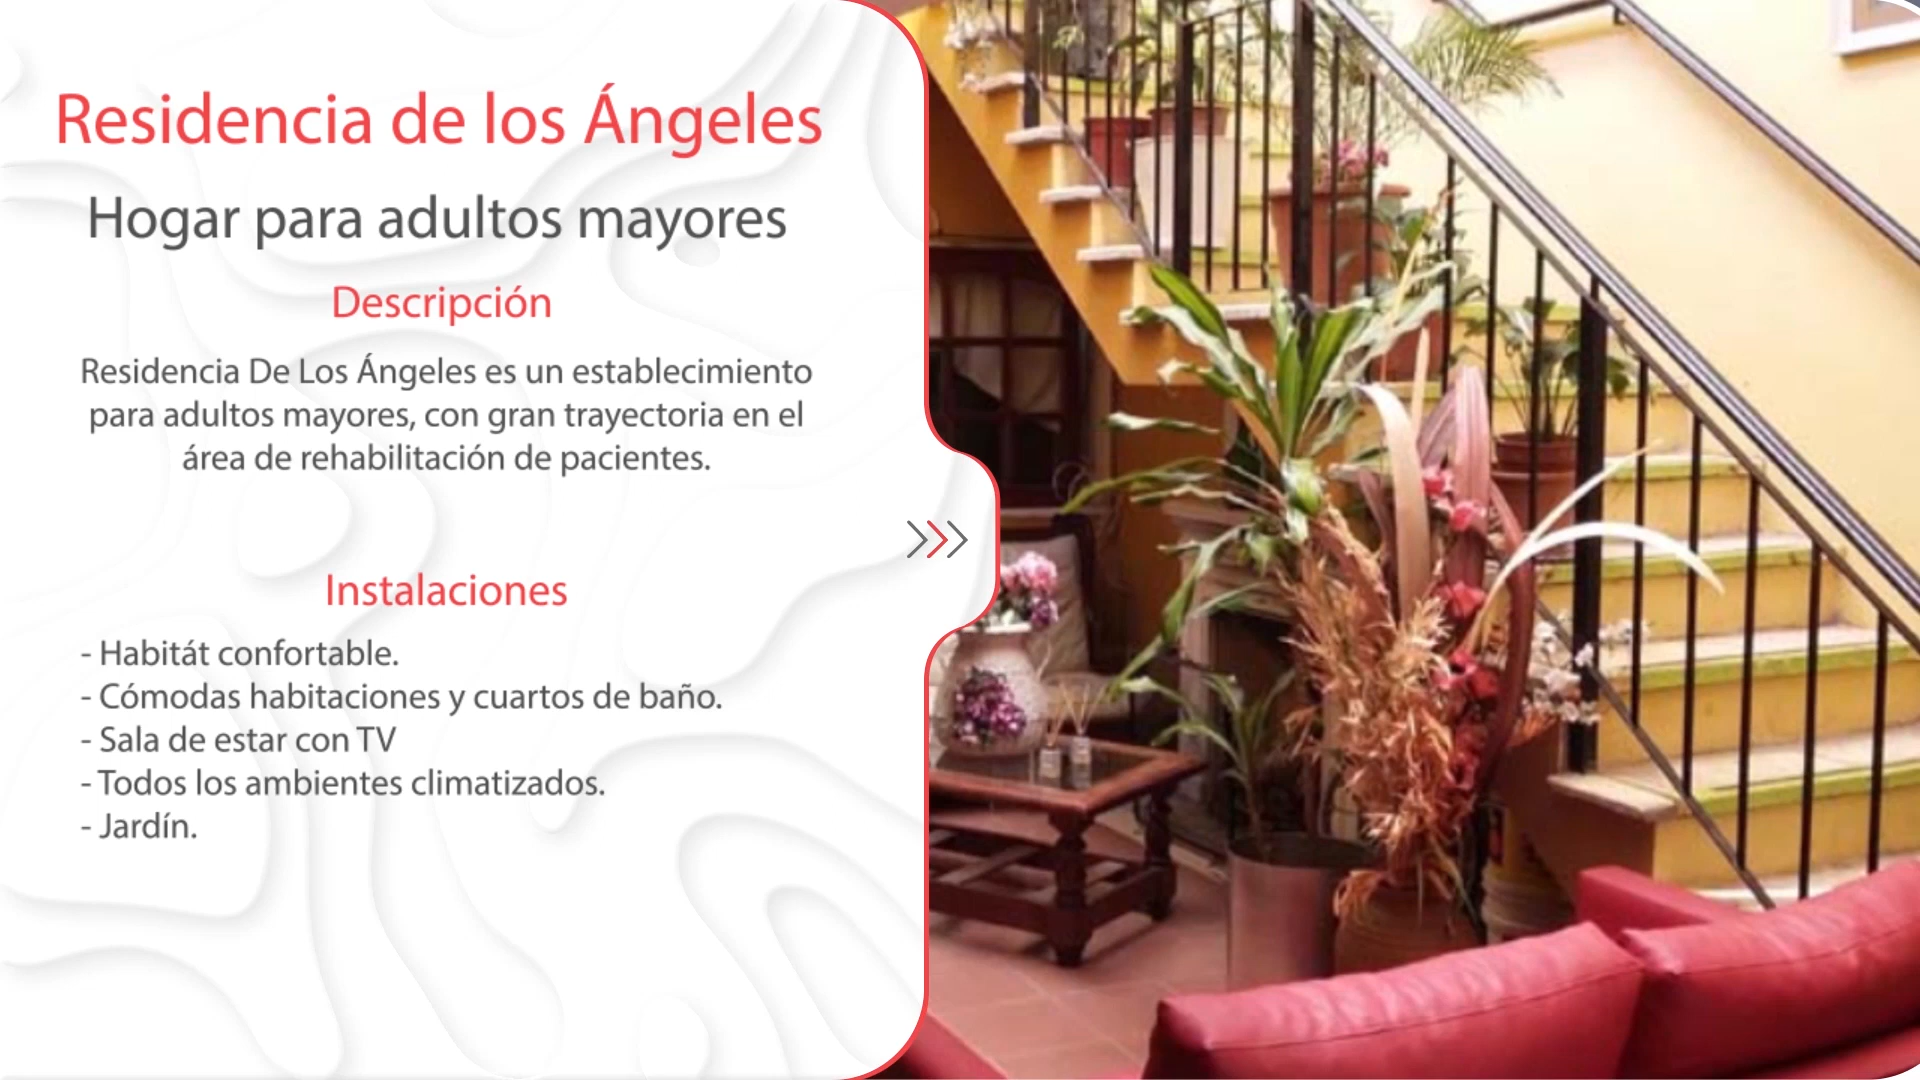 Residencia de los Ángeles
Hogar para adultos mayores
Descripción
Residencia De Los Ángeles es un establecimiento
para adultos mayores, con gran trayectoria en el
área de rehabilitación de pacientes.
Instalaciones
- Habitát confortable.
- Cómodas habitaciones y cuartos de baño.
- Sala de estar con TV
- Todos los ambientes climatizados.
- Jardín.